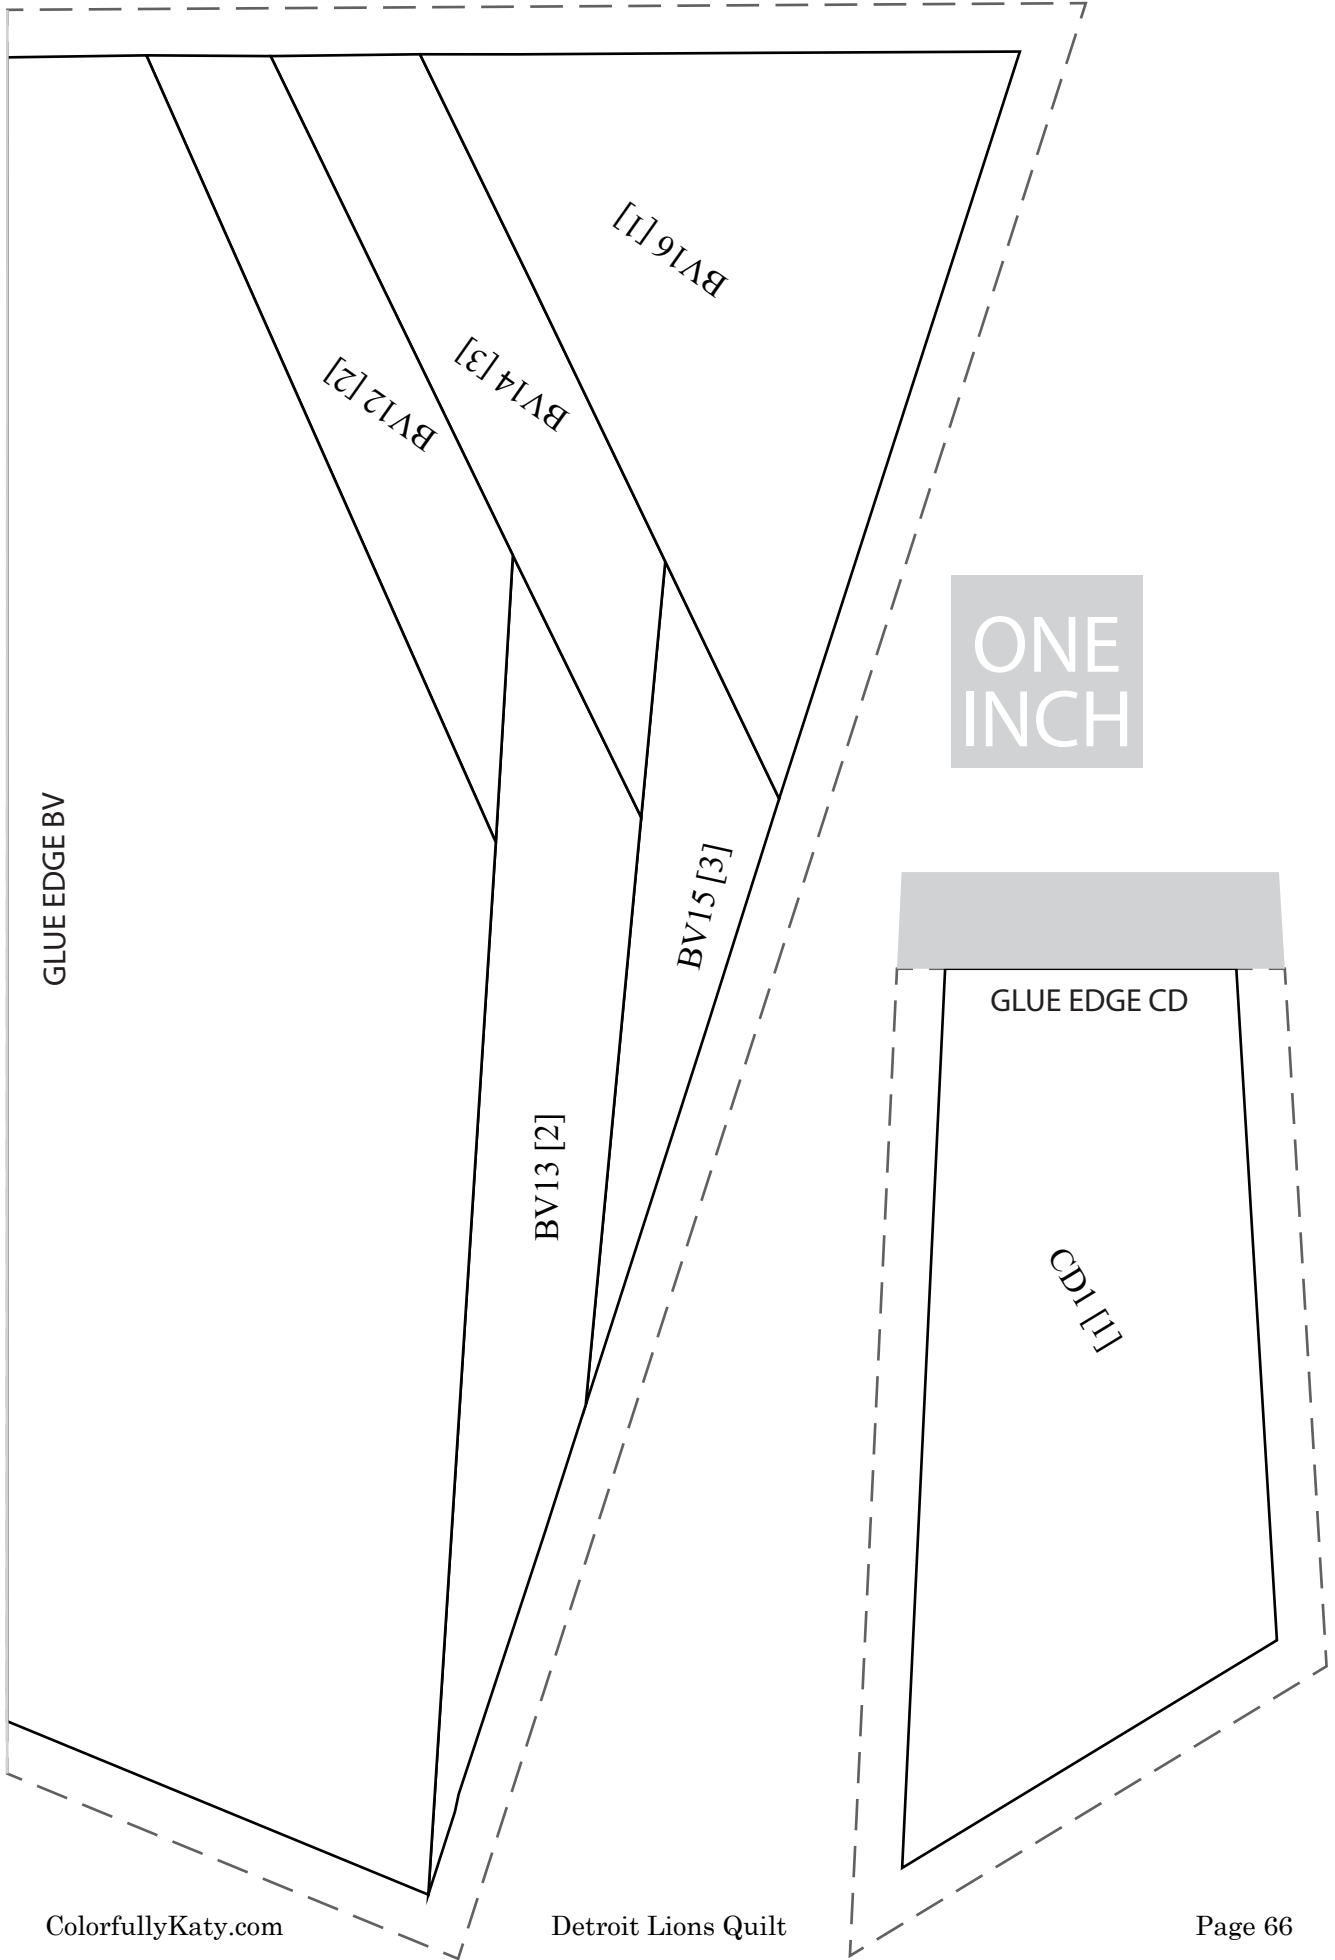 BV16 [1]
BV14 [3]
BV12 [2]
ONE
INCH
GLUE EDGE BV
BV15 [3]
GLUE EDGE CD
BV13 [2]
CD1 [1]
ColorfullyKaty.com
Detroit Lions Quilt
Page 66